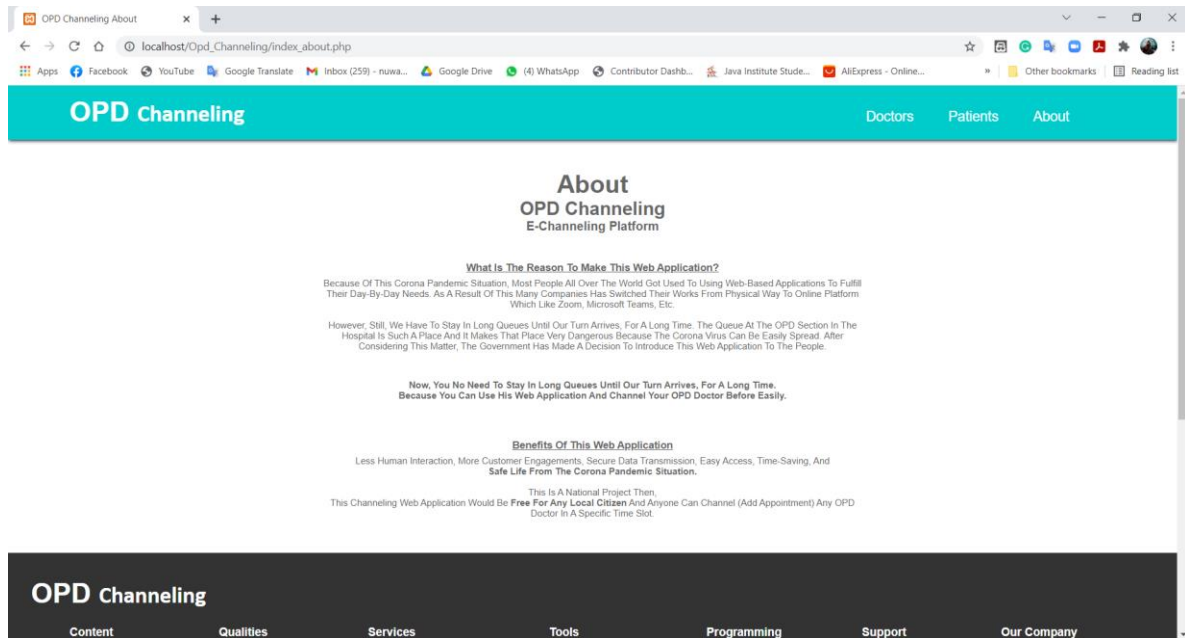 OPD Channeling About
localhost/Opd_Channeling/index_about.php
Apps Facebook YouTube Google Translate Inbox (259) - nuwa... Google Drive (4) WhatsApp Contributor Dashb... Java Institute Stude... AliExpress - Online... » Other bookmarks Reading list
OPD Channeling Doctors Patients About
About
OPD Channeling
E-Channeling Platform
What Is The Reason To Make This Web Application?
Because Of This Corona Pandemic Situation, Most People All Over The World Got Used To Using Web-Based Applications To Fulfill
Their Day-By-Day Needs. As A Result Of This Many Companies Has Switched Their Works From Physical Way To Online Platform
Which Like Zoom, Microsoft Teams, Etc.
However, Still, We Have To Stay In Long Queues Until Our Turn Arrives, For A Long Time. The Queue At The OPD Section In The
Hospital Is Such A Place And It Makes That Place Very Dangerous Because The Corona Virus Can Be Easily Spread. After
Considering This Matter, The Government Has Made A Decision To Introduce This Web Application To The People.
Now, You No Need To Stay In Long Queues Until Our Turn Arrives, For A Long Time.
Because You Can Use His Web Application And Channel Your OPD Doctor Before Easily.
Benefits Of This Web Application
Less Human Interaction, More Customer Engagements, Secure Data Transmission, Easy Access, Time-Saving, And
Safe Life From The Corona Pandemic Situation.
This Is A National Project Then,
This Channeling Web Application Would Be Free For Any Local Citizen And Anyone Can Channel (Add Appointment) Any OPD
Doctor In A Specific Time Slot.
OPD Channeling
Content Qualities Services Tools Programming Support Our Company